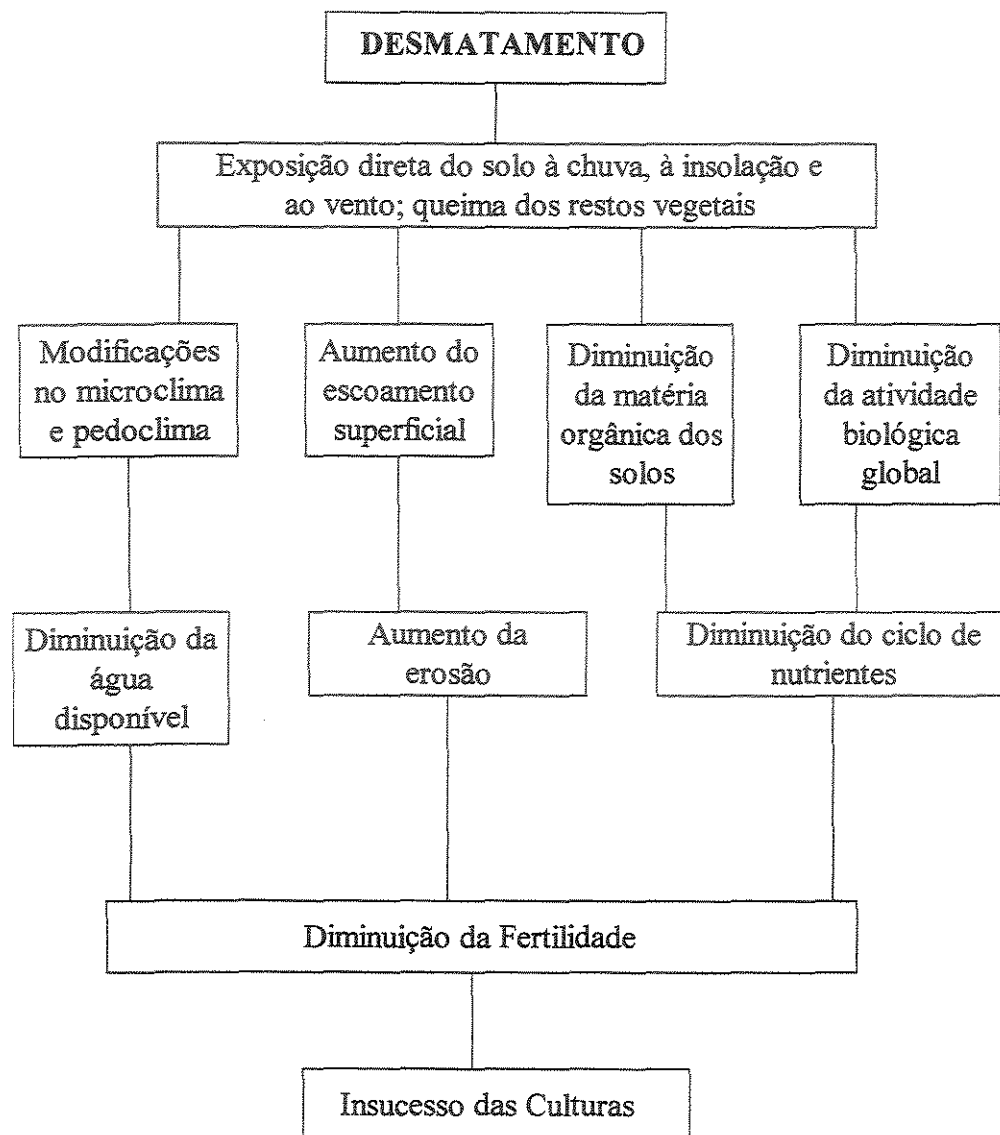 DESMATAMENTO
Exposição direta do solo à chuva, à insolação e
ao vento; queima dos restos vegetais
Modificações
no microclima
e pedoclima
Aumento do
escoamento
superficial
Diminuição
da matéria
orgânica dos
solos
Diminuição
da atividade
biológica
global
Diminuição da
água
disponível
Aumento da
erosão
Diminuição do ciclo de
nutrientes
Diminuição da Fertilidade
Insucesso das Culturas